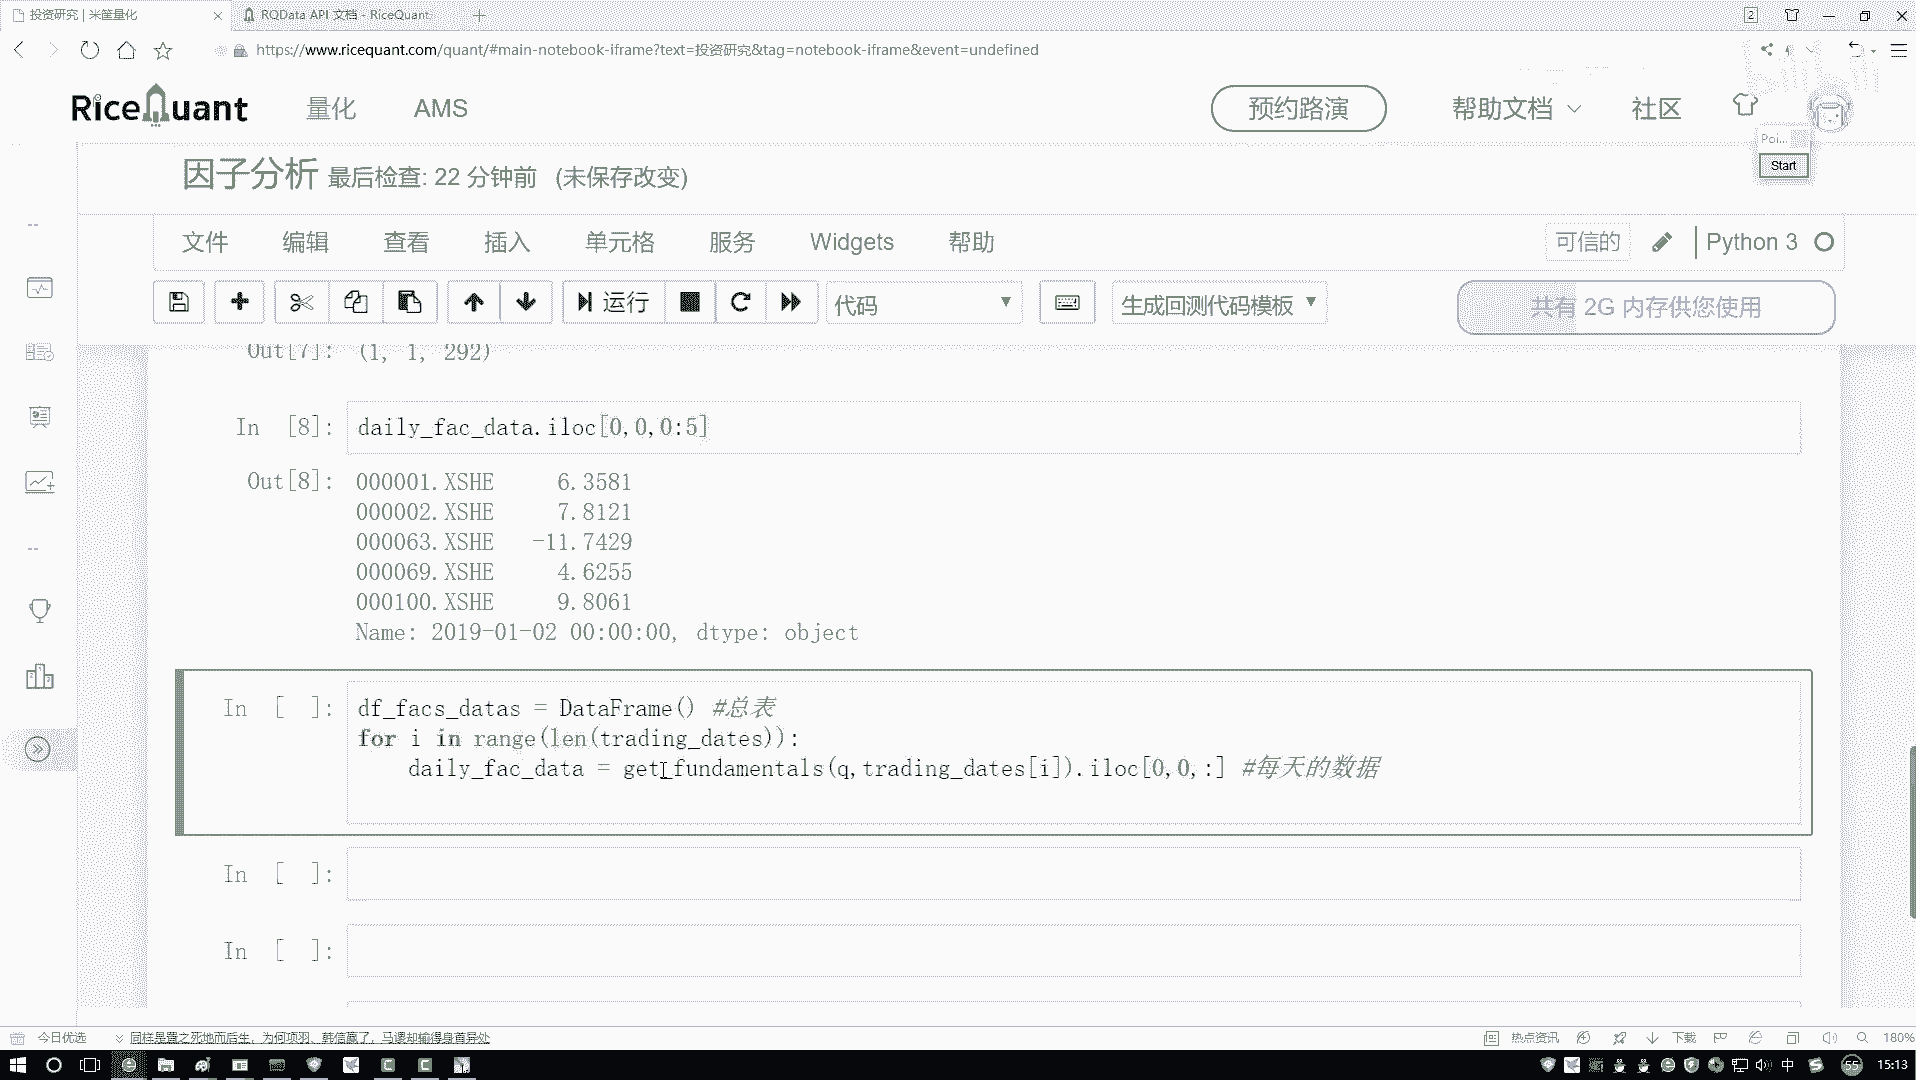 投资研究 | 米筐量化
RQData API 文档 - RiceQuant
2
https://www.ricequant.com/quant/#main-notebook-iframe?text=投资研究&tag=notebook-iframe&event=undefined
RiceQuant 量化 AMS 预约路演 帮助文档 社区
Poi...
Start
因子分析 最后检查: 22 分钟前 (未保存改变)
文件 编辑 查看 插入 单元格 服务 Widgets 帮助 可信的 Python 3
运行 代码 生成回测代码模板 共有 2G 内存供您使用
Out[7]: (1, 1, 292)
In [8]: daily_fac_data.iloc[0,0,0:5]
Out[8]: 000001.XSHE 6.3581
000002.XSHE 7.8121
000063.XSHE -11.7429
000069.XSHE 4.6255
000100.XSHE 9.8061
Name: 2019-01-02 00:00:00, dtype: object
In [ ]: df_facs_datas = DataFrame() #总表
for i in range(len(trading_dates)):
daily_fac_data = get_fundamentals(q,trading_dates[i]).iloc[0,0,:] #每天的数据
In [ ]:
In [ ]:
今日优选 同样是置之死地而后生，为何项羽、韩信赢了，马谡却输得身首异处 热点资讯 下载 180%
中 55 15:13